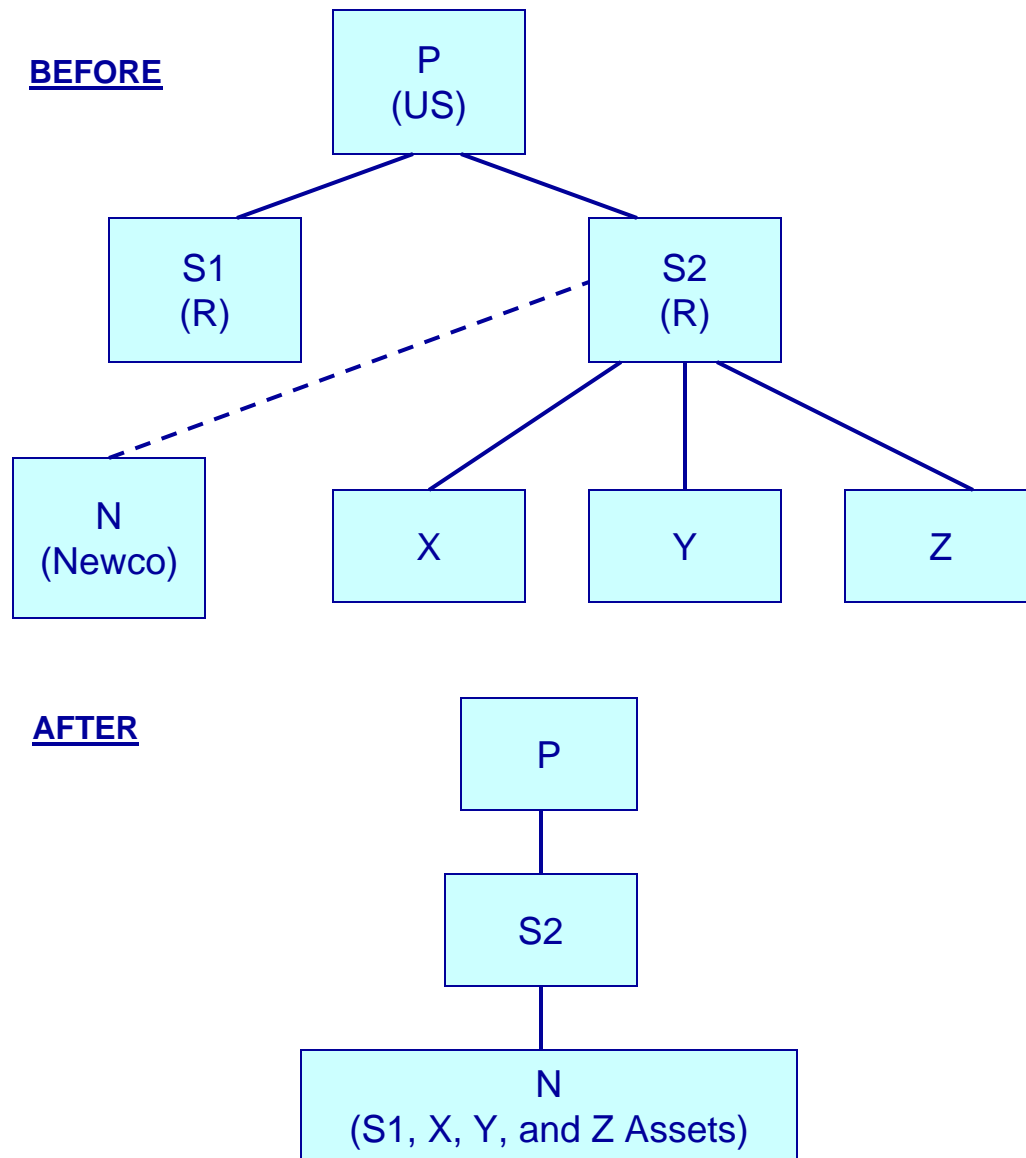 BEFORE
P
(US)
S1
(R)
S2
(R)
N
(Newco)
X
Y
Z
AFTER
P
S2
N
(S1, X, Y, and Z Assets)